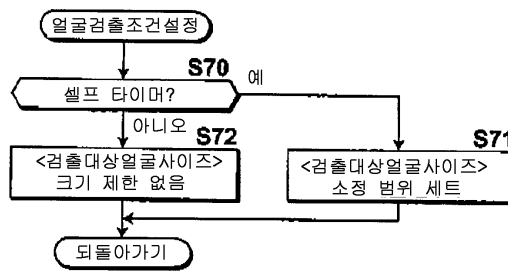 얼굴검출조건설정
S70
셀프 타이머?
예
아니오
S72
<검출대상얼굴사이즈>
크기 제한 없음
S71
<검출대상얼굴사이즈>
소정 범위 세트
되돌아가기